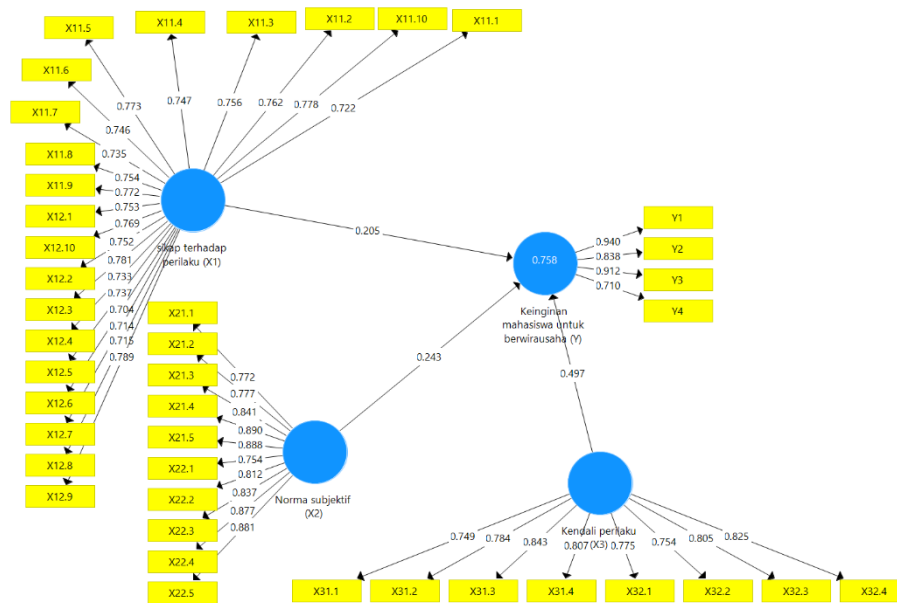 X11.5
X11.4
X11.3
X11.2
X11.10
X11.1
X11.6
X11.7
X11.8
X11.9
X12.1
X12.10
X12.2
X12.3
X12.4
X12.5
X12.6
X12.7
X12.8
X12.9
0.773
0.747
0.756
0.762
0.778
0.722
0.746
0.735
0.754
0.772
0.753
0.769
0.752
0.781
0.733
0.737
0.704
0.714
0.715
0.789
sikap terhadap
perilaku (X1)
0.205
0.758
Keinginan
mahasiswa untuk
berwirausaha (Y)
0.940
0.838
0.912
0.710
Y1
Y2
Y3
Y4
X21.1
X21.2
X21.3
X21.4
X21.5
X22.1
X22.2
X22.3
X22.4
X22.5
0.772
0.777
0.841
0.890
0.888
0.754
0.812
0.837
0.877
0.881
Norma subjektif
(X2)
0.243
0.497
Kendali perilaku
(X3)
0.749
0.784
0.843
0.807
0.775
0.754
0.805
0.825
X31.1
X31.2
X31.3
X31.4
X32.1
X32.2
X32.3
X32.4